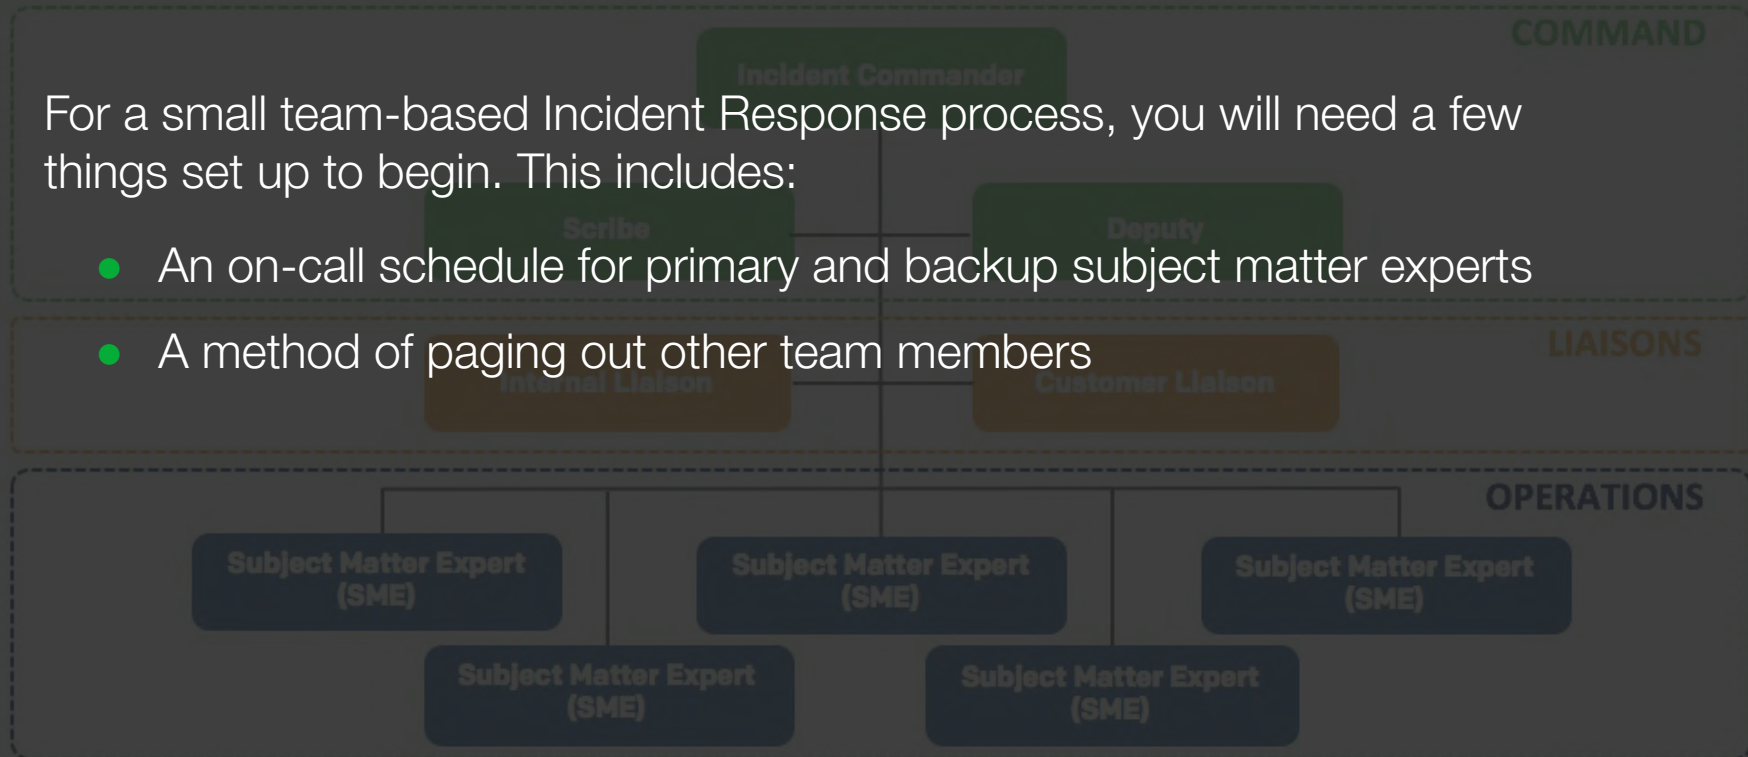 COMMAND
Incident Commander
For a small team-based Incident Response process, you will need a few
things set up to begin. This includes:
Scribe
Deputy
● An on-call schedule for primary and backup subject matter experts
LIAISONS
● A method of paging out other team members
Internal Liaison
Customer Liaison
OPERATIONS
Subject Matter Expert
(SME)
Subject Matter Expert
(SME)
Subject Matter Expert
(SME)
Subject Matter Expert
(SME)
Subject Matter Expert
(SME)